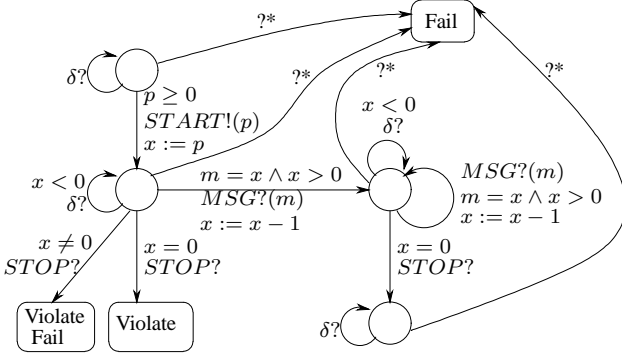 ?*
Fail
δ?
?*
?*
?*
p ≥ 0
START!(p)
x := p
x < 0
δ?
x < 0
δ?
m = x ∧ x > 0
MSG?(m)
x := x − 1
MSG?(m)
m = x ∧ x > 0
x := x − 1
x ≠ 0
STOP?
x = 0
STOP?
x = 0
STOP?
Violate
Fail
Violate
δ?